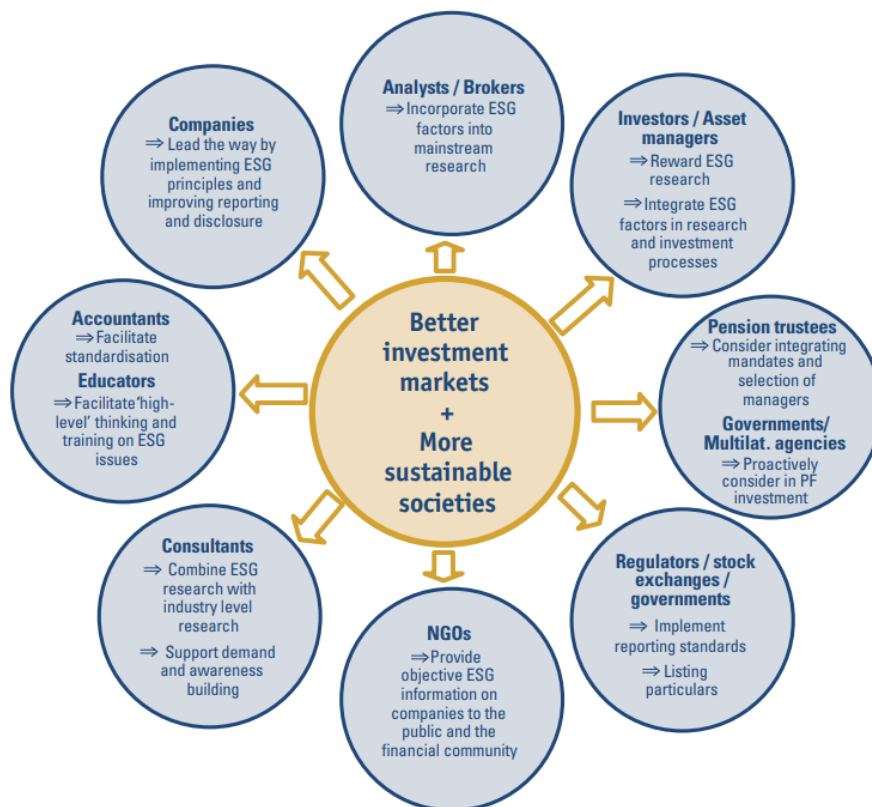 Analysts / Brokers
⇒ Incorporate ESG
factors into
mainstream
research
Investors / Asset
managers
⇒ Reward ESG
research
⇒ Integrate ESG
factors in research
and investment
processes
Pension trustees
⇒ Consider integrating
mandates and
selection of
managers
Governments/
Multilat. agencies
⇒ Proactively
consider in PF
investment
Regulators / stock
exchanges /
governments
⇒ Implement
reporting standards
⇒ Listing
particulars
NGOs
⇒ Provide
objective ESG
information on
companies to the
public and the
financial community
Consultants
⇒ Combine ESG
research with
industry level
research
⇒ Support demand
and awareness
building
Accountants
⇒ Facilitate
standardisation
Educators
⇒ Facilitate ‘high-
level’ thinking and
training on ESG
issues
Companies
⇒ Lead the way by
implementing ESG
principles and
improving reporting
and disclosure
Better
investment
markets
+
More
sustainable
societies